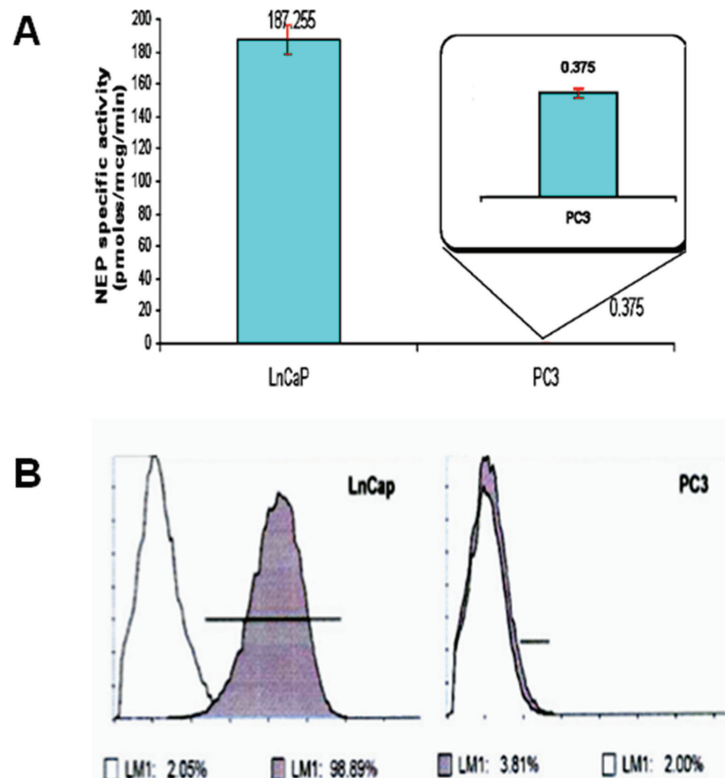 A
NEP specific activity
(pmoles/mcg/min)
200
180
160
140
120
100
80
60
40
20
0
187.255
LnCaP
PC3
0.375
PC3
0.375
B
LnCap
PC3
LM1: 2.05% LM1: 98.89% LM1: 3.81% LM1: 2.00%